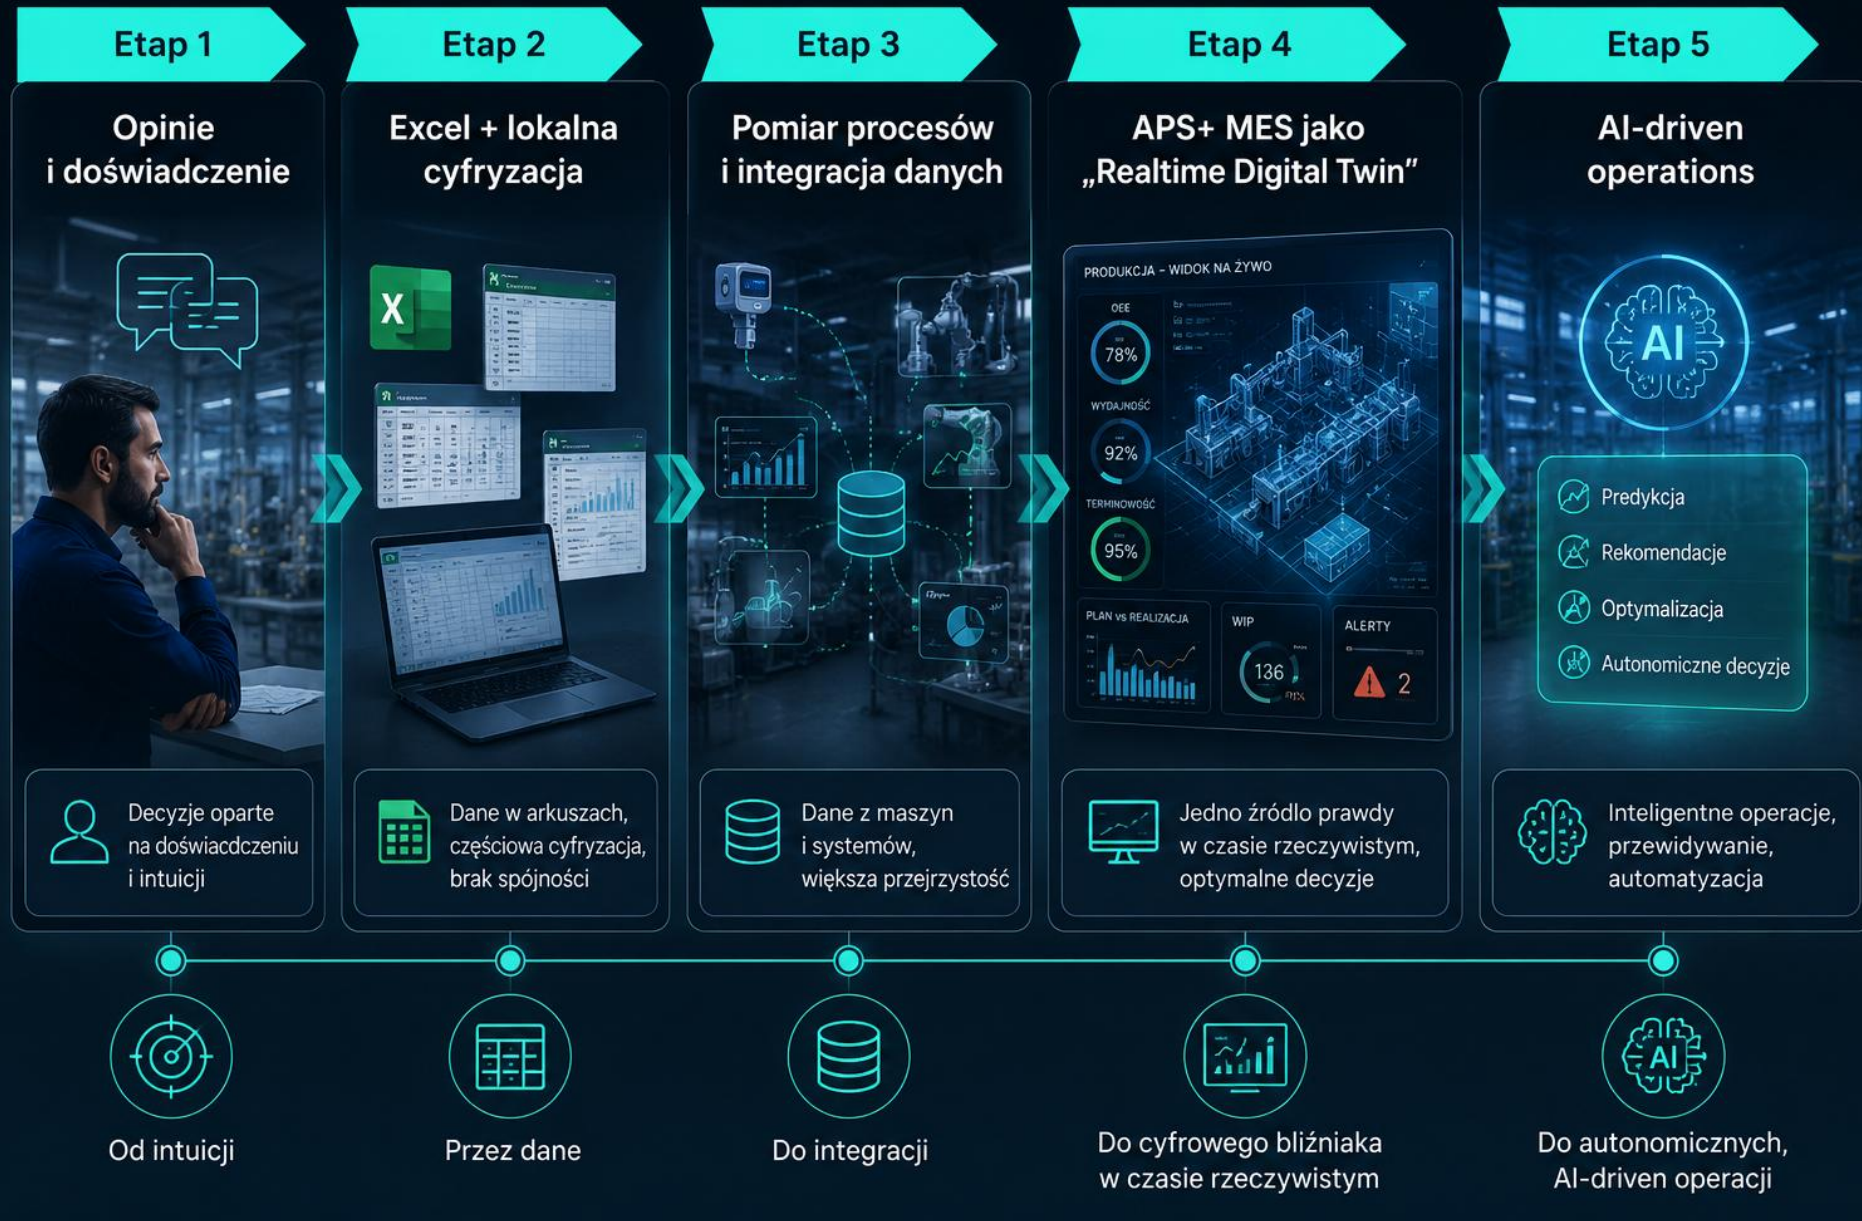 Etap 1
Opinie
i doświadczenie
Decyzje oparte
na doświacdczeniu
i intuicji
Od intuicji
Etap 2
Excel + lokalna
cyfryzacja
X
Dane w arkuszach,
częściowa cyfryzacja,
brak spójności
Przez dane
Etap 3
Pomiar procesów
i integracja danych
Dane z maszyn
i systemów,
większa przejrzystość
Do integracji
Etap 4
APS+ MES jako
„Realtime Digital Twin”
PRODUKCJA – WIDOK NA ŻYWO
OEE
78%
WYDAJNOŚĆ
92%
TERMINOWOŚĆ
95%
PLAN vs REALIZACJA
WIP
136
ALERTY
2
Jedno źródło prawdy
w czasie rzeczywistym,
optymalne decyzje
Do cyfrowego bliźniaka
w czasie rzeczywistym
Etap 5
AI-driven
operations
AI
Predykcja
Rekomendacje
Optymalizacja
Autonomiczne decyzje
Inteligentne operacje,
przewidywanie,
automatyzacja
AI
Do autonomicznych,
AI-driven operacji